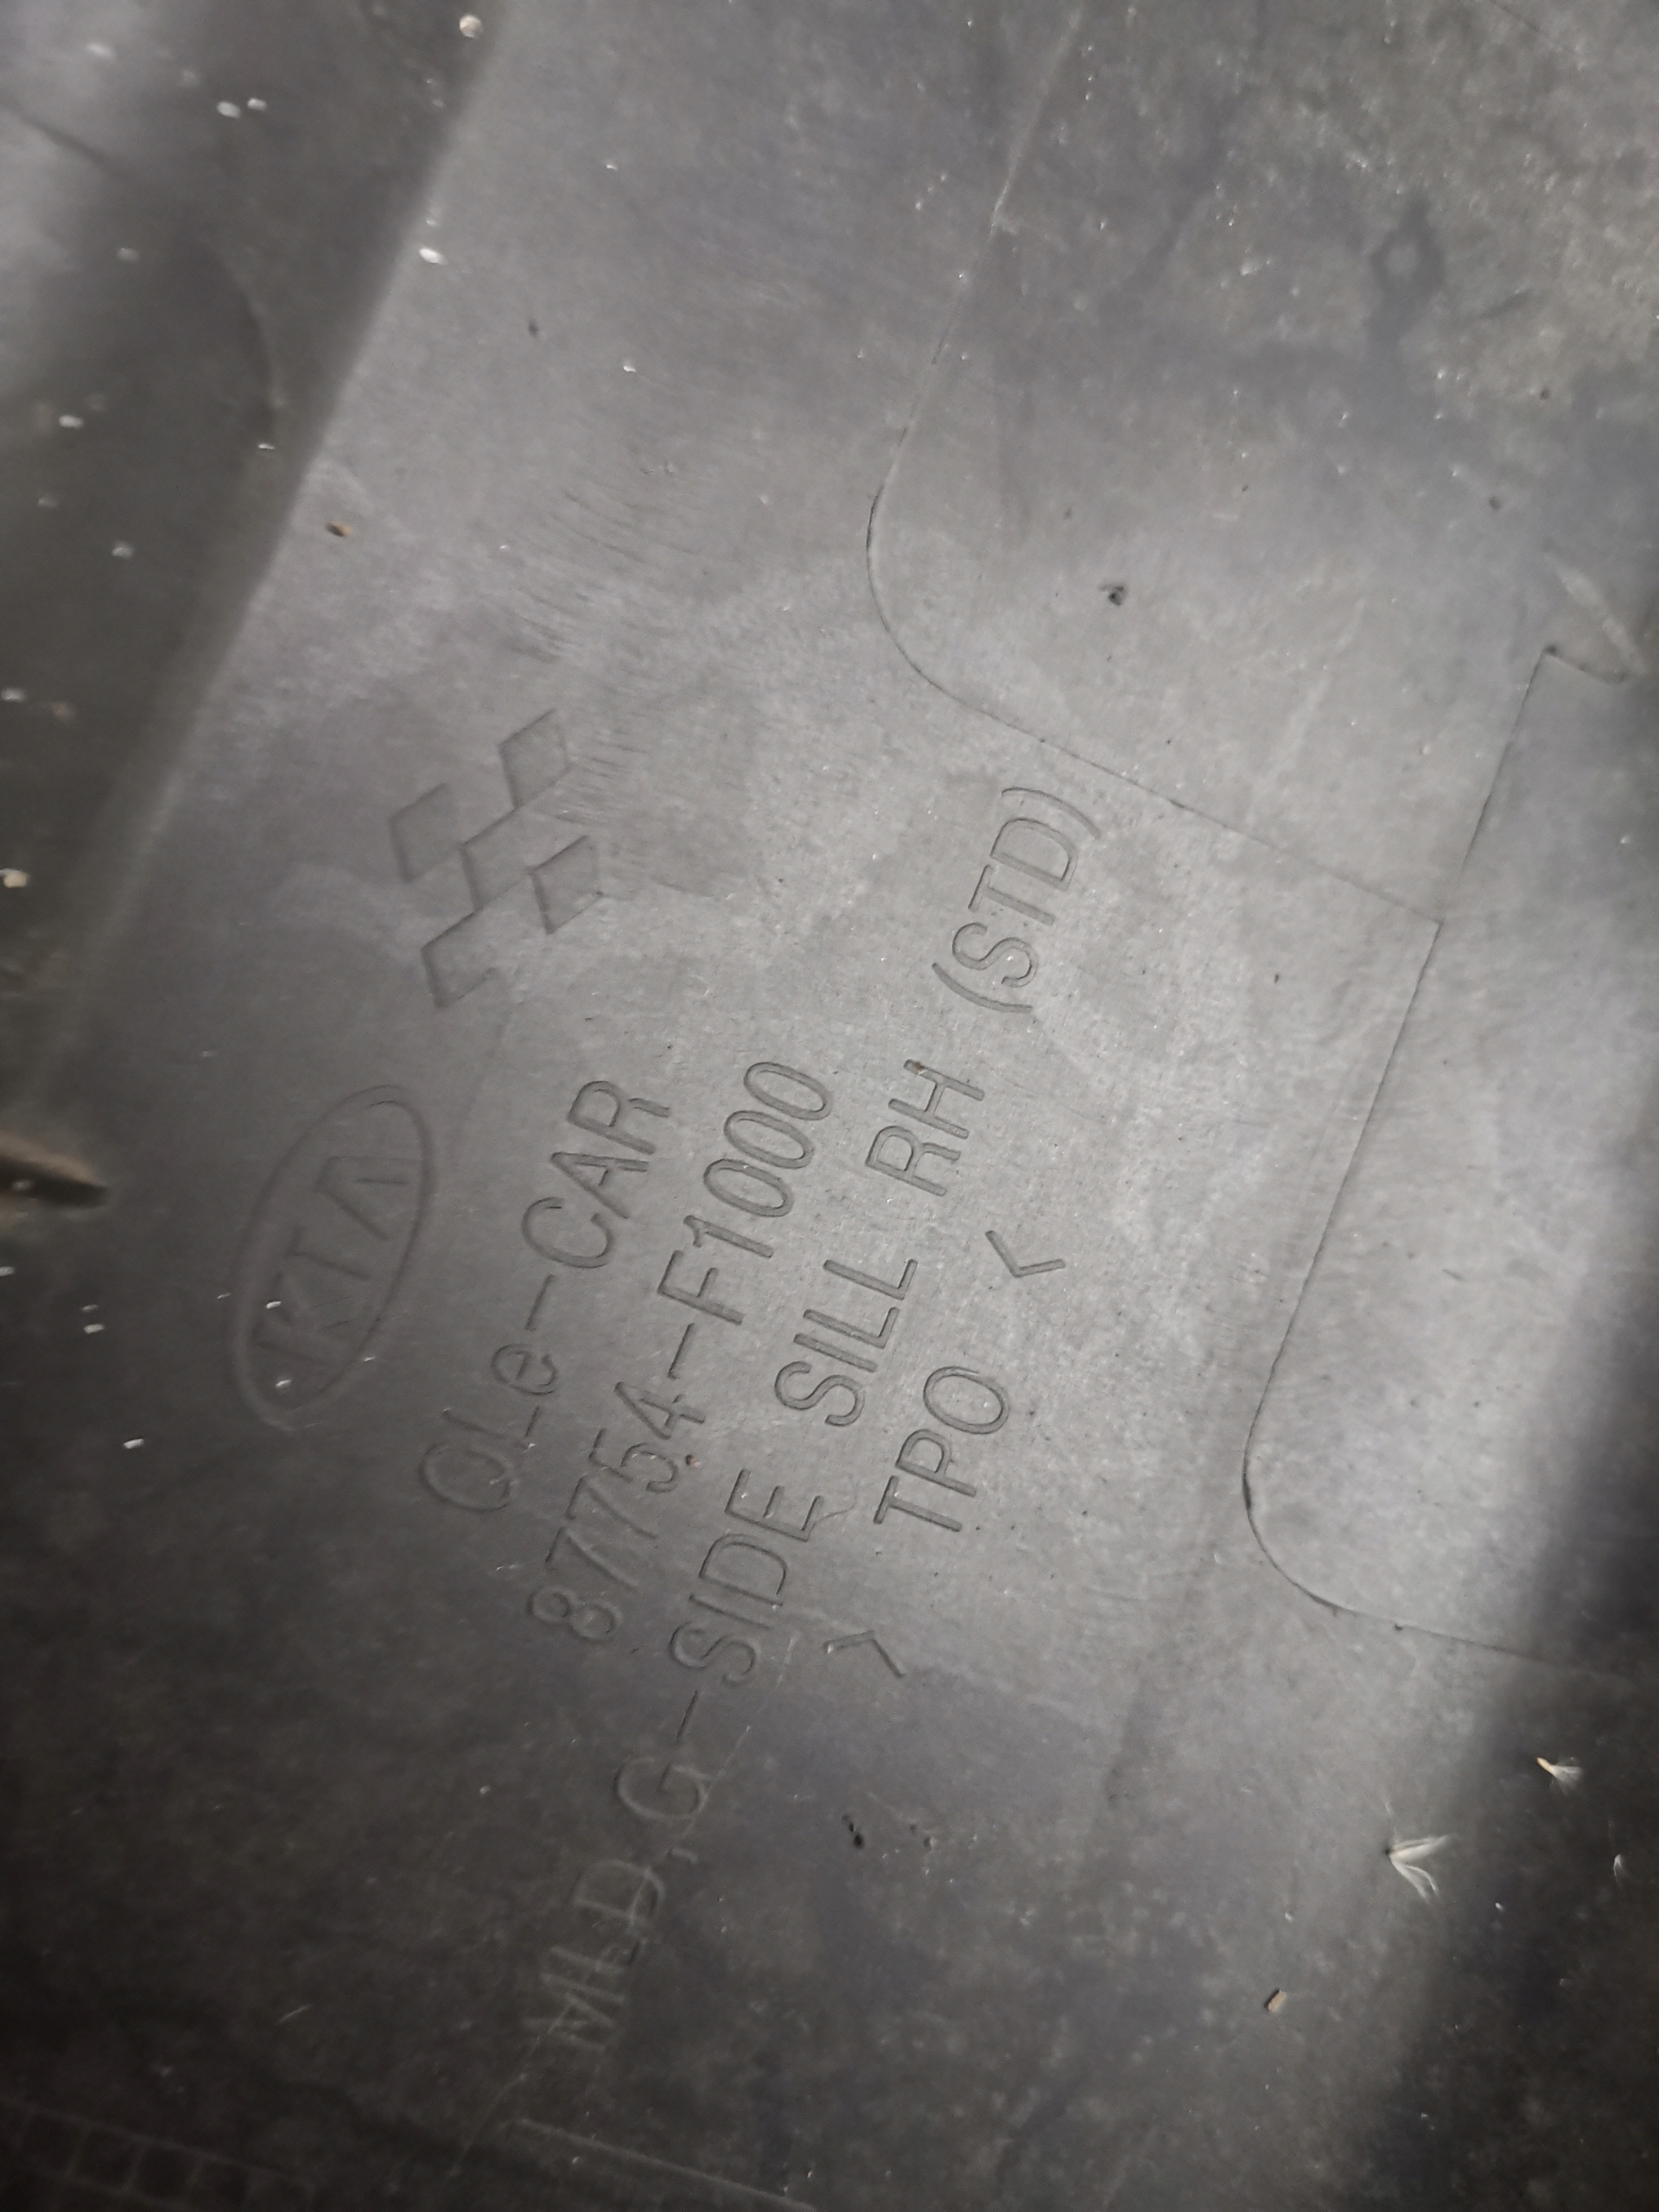 KIA
QLe-CAR
87754-F1000
MLD,G-SIDE SILL RH (STD)
> TPO <